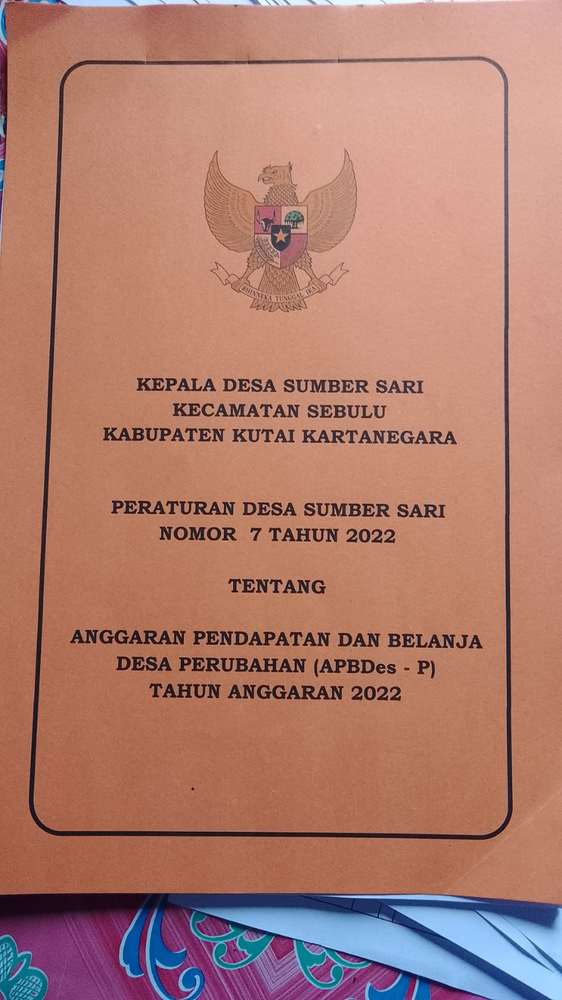 BHINNEKA TUNGGAL IKA
KEPALA DESA SUMBER SARI
KECAMATAN SEBULU
KABUPATEN KUTAI KARTANEGARA
PERATURAN DESA SUMBER SARI
NOMOR 7 TAHUN 2022
TENTANG
ANGGARAN PENDAPATAN DAN BELANJA
DESA PERUBAHAN (APBDes - P)
TAHUN ANGGARAN 2022